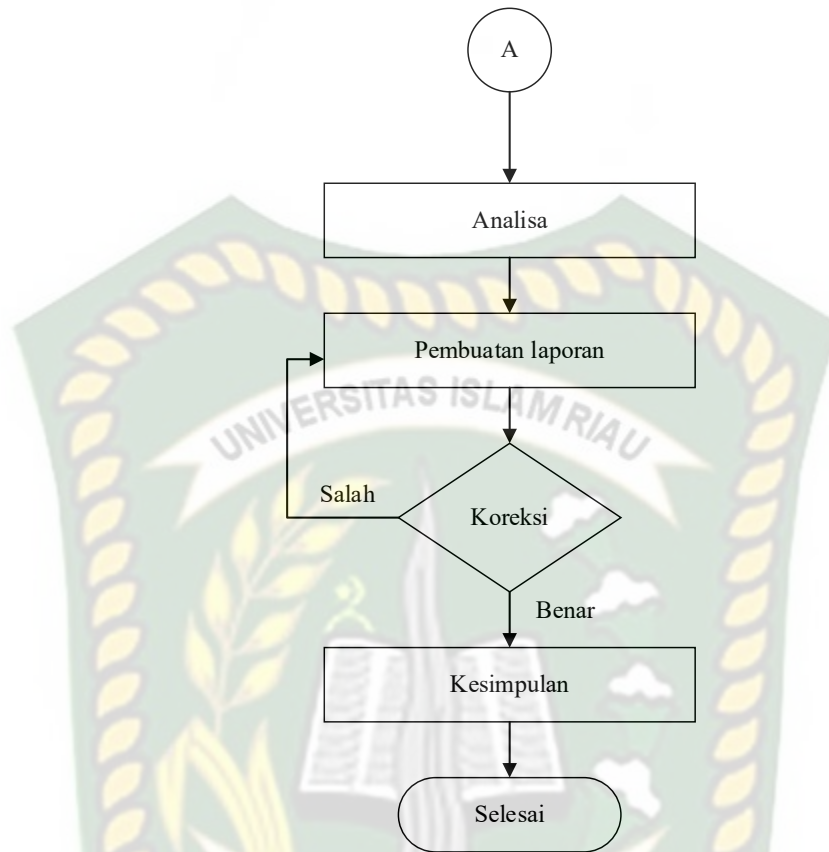 A
Analisa
Pembuatan laporan
UNIVERSITAS ISLAM RIAU
Salah
Koreksi
Benar
Kesimpulan
Selesai